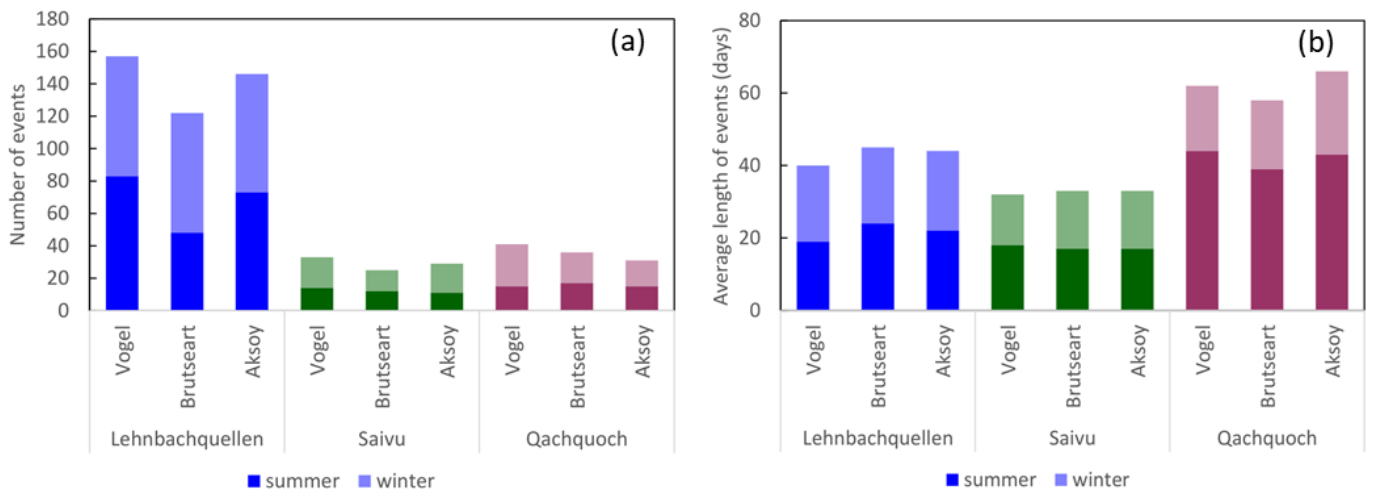 (a)
Number of events
180
160
140
120
100
80
60
40
20
0
Vogel
Brutseart
Aksoy
Vogel
Brutseart
Aksoy
Vogel
Brutseart
Aksoy
Lehnbachquellen
Saivu
Qachquoch
summer winter
(b)
Average length of events (days)
80
60
40
20
0
Vogel
Brutseart
Aksoy
Vogel
Brutseart
Aksoy
Vogel
Brutseart
Aksoy
Lehnbachquellen
Saivu
Qachquoch
summer winter